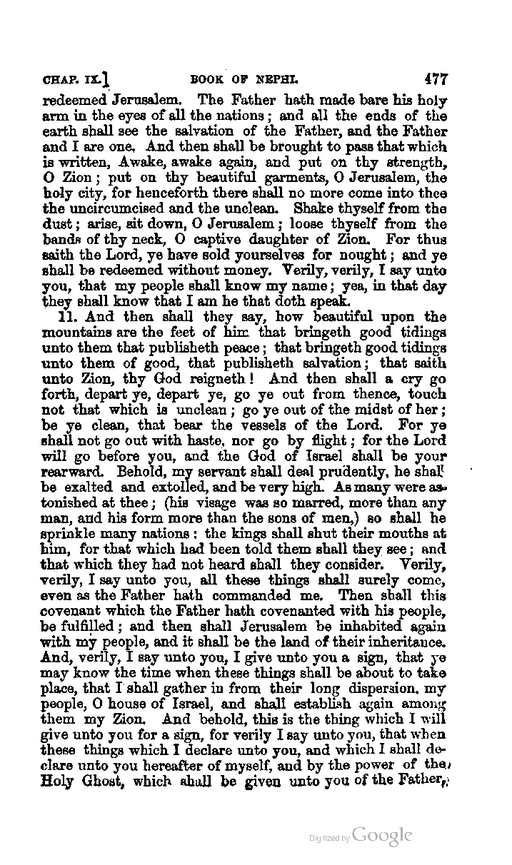 CHAP. IX.] BOOK OF NEPHI. 477
redeemed Jerusalem. The Father hath made bare his holy
arm in the eyes of all the nations; and all the ends of the
earth shall see the salvation of the Father, and the Father
and I are one. And then shall be brought to pass that which
is written, Awake, awake again, and put on thy strength,
O Zion; put on thy beautiful garments, O Jerusalem, the
holy city, for henceforth there shall no more come into thee
the uncircumcised and the unclean. Shake thyself from the
dust; arise, sit down, O Jerusalem; loose thyself from the
bands of thy neck, O captive daughter of Zion. For thus
saith the Lord, ye have sold yourselves for nought; and ye
shall be redeemed without money. Verily, verily, I say unto
you, that my people shall know my name; yea, in that day
they shall know that I am he that doth speak.
11. And then shall they say, how beautiful upon the
mountains are the feet of him that bringeth good tidings
unto them that publisheth peace; that bringeth good tidings
unto them of good, that publisheth salvation; that saith
unto Zion, thy God reigneth! And then shall a cry go
forth, depart ye, depart ye, go ye out from thence, touch
not that which is unclean; go ye out of the midst of her;
be ye clean, that bear the vessels of the Lord. For ye
shall not go out with haste, nor go by flight; for the Lord
will go before you, and the God of Israel shall be your
rearward. Behold, my servant shall deal prudently, he shall
be exalted and extolled, and be very high. As many were as-
tonished at thee; (his visage was so marred, more than any
man, and his form more than the sons of men,) so shall he
sprinkle many nations: the kings shall shut their mouths at
him, for that which had been told them shall they see; and
that which they had not heard shall they consider. Verily,
verily, I say unto you, all these things shall surely come,
even as the Father hath commanded me. Then shall this
covenant which the Father hath covenanted with his people,
be fulfilled; and then shall Jerusalem be inhabited again
with my people, and it shall be the land of their inheritance.
And, verily, I say unto you, I give unto you a sign, that ye
may know the time when these things shall be about to take
place, that I shall gather in from their long dispersion, my
people, O house of Israel, and shall establish again among
them my Zion. And behold, this is the thing which I will
give unto you for a sign, for verily I say unto you, that when
these things which I declare unto you, and which I shall de-
clare unto you hereafter of myself, and by the power of the
Holy Ghost, which shall be given unto you of the Father,
Digitized by Google